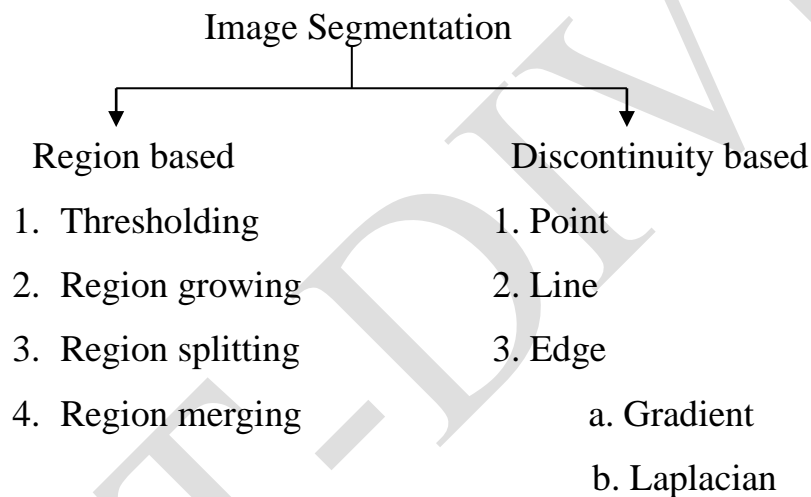 Image Segmentation
Region based
1. Thresholding
2. Region growing
3. Region splitting
4. Region merging
Discontinuity based
1. Point
2. Line
3. Edge
a. Gradient
b. Laplacian